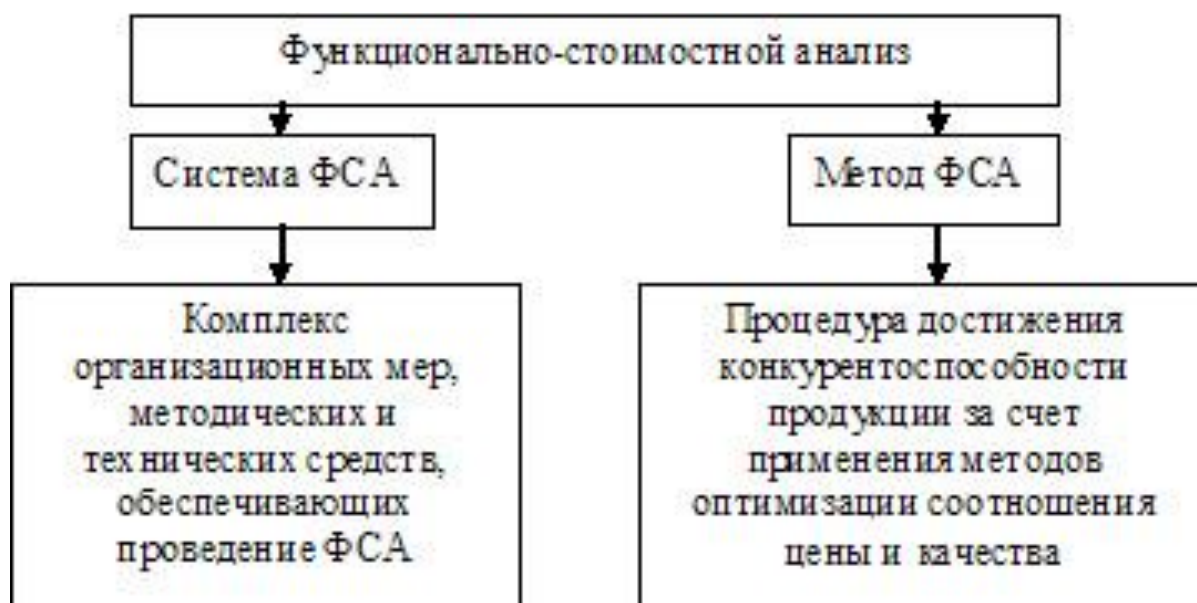 Функционально-стоимостной анализ
Система ФСА
Метод ФСА
Комплекс
организационных мер,
методических и
технических средств,
обеспечивающих
проведение ФСА
Процедура достижения
конкурентоспособности
продукции за счет
применения методов
оптимизации соотношения
цены и качества